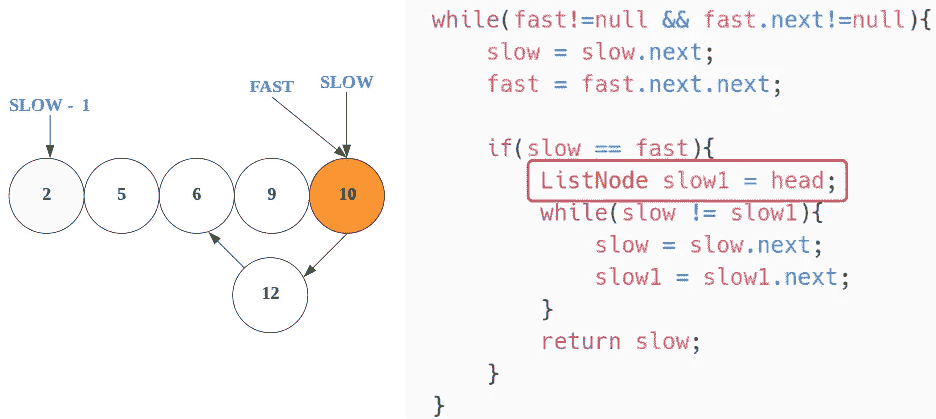 SLOW - 1
FAST
SLOW
2
5
6
9
10
12
while(fast!=null && fast.next!=null){
slow = slow.next;
fast = fast.next.next;
if(slow == fast){
ListNode slow1 = head;
while(slow != slow1){
slow = slow.next;
slow1 = slow1.next;
}
return slow;
}
}